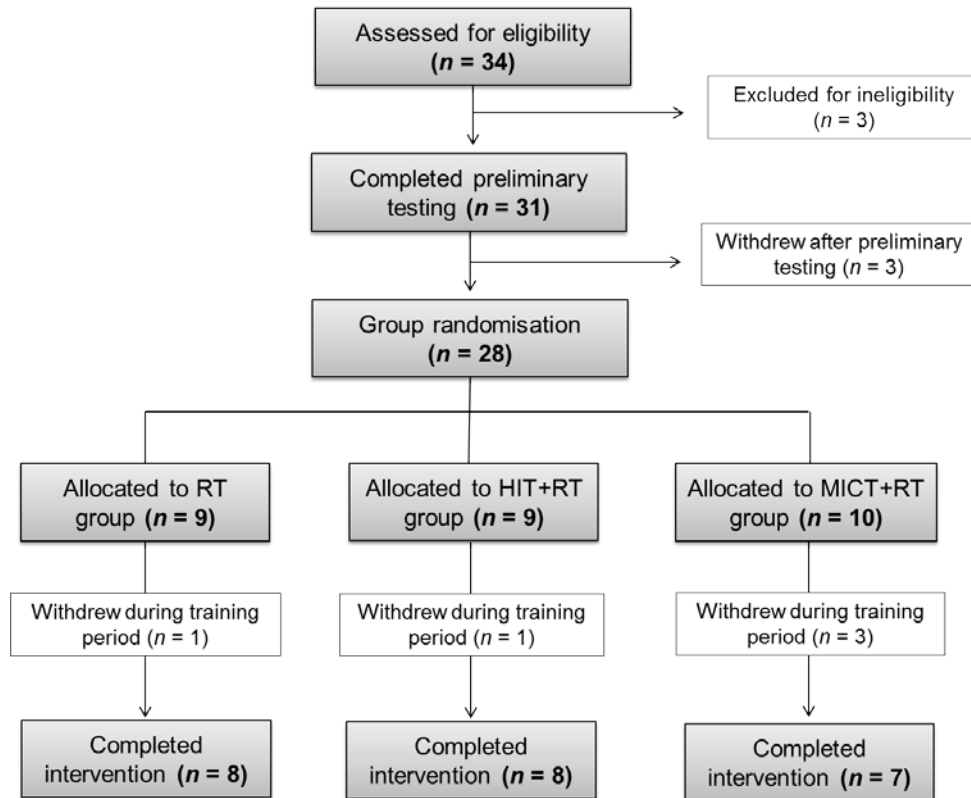 Assessed for eligibility
(n = 34)
Excluded for ineligibility
(n = 3)
Completed preliminary
testing (n = 31)
Withdrew after preliminary
testing (n = 3)
Group randomisation
(n = 28)
Allocated to RT
group (n = 9)
Allocated to HIT+RT
group (n = 9)
Allocated to MICT+RT
group (n = 10)
Withdrew during training
period (n = 1)
Withdrew during training
period (n = 1)
Withdrew during training
period (n = 3)
Completed
intervention (n = 8)
Completed
intervention (n = 8)
Completed
intervention (n = 7)